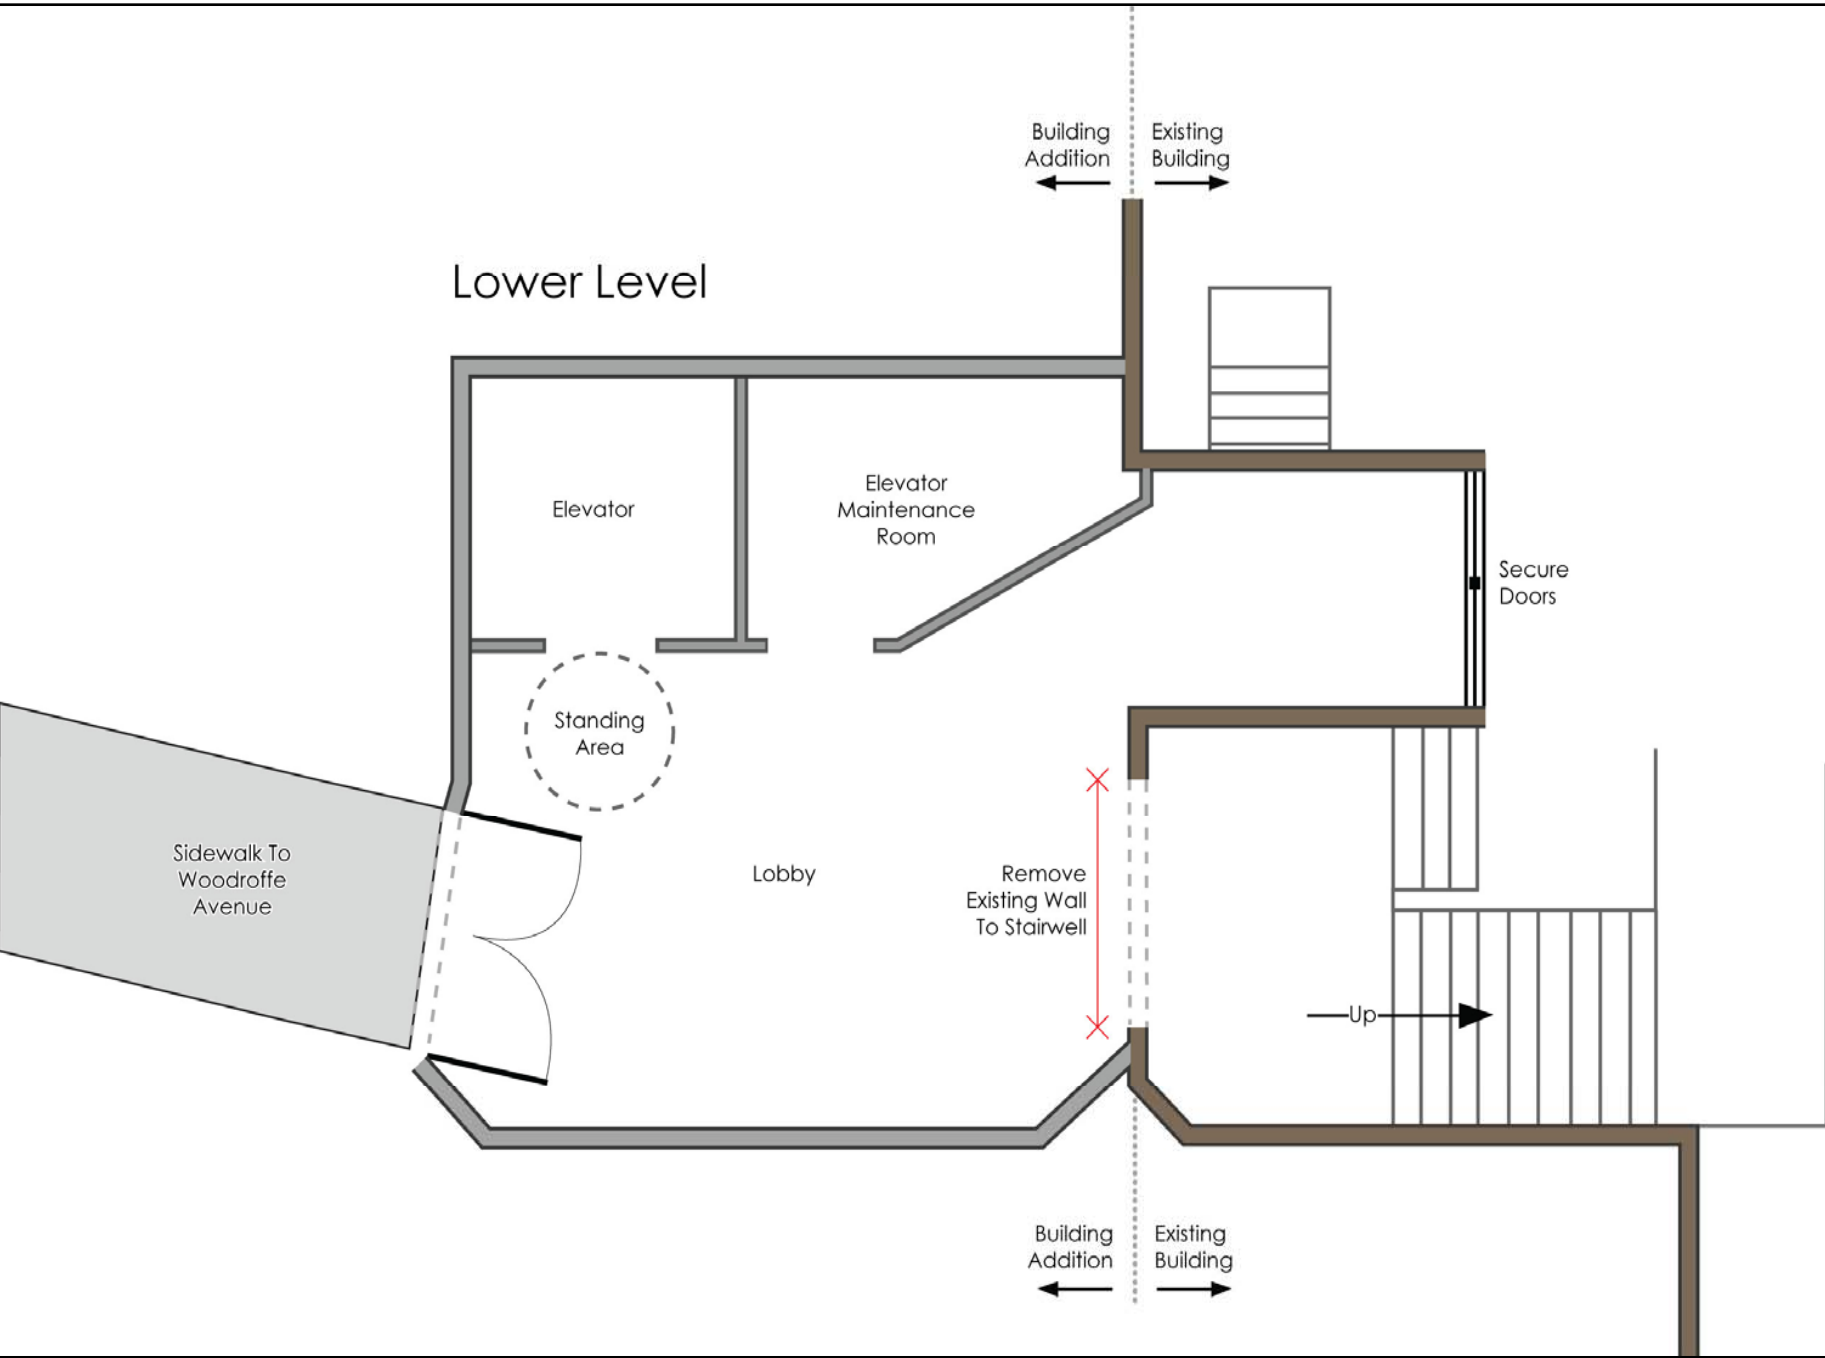 Building
Addition
Existing
Building
Lower Level
Elevator
Elevator
Maintenance
Room
Secure
Doors
Standing
Area
Sidewalk To
Woodroffe
Avenue
Lobby
Remove
Existing Wall
To Stairwell
Up
Building
Addition
Existing
Building